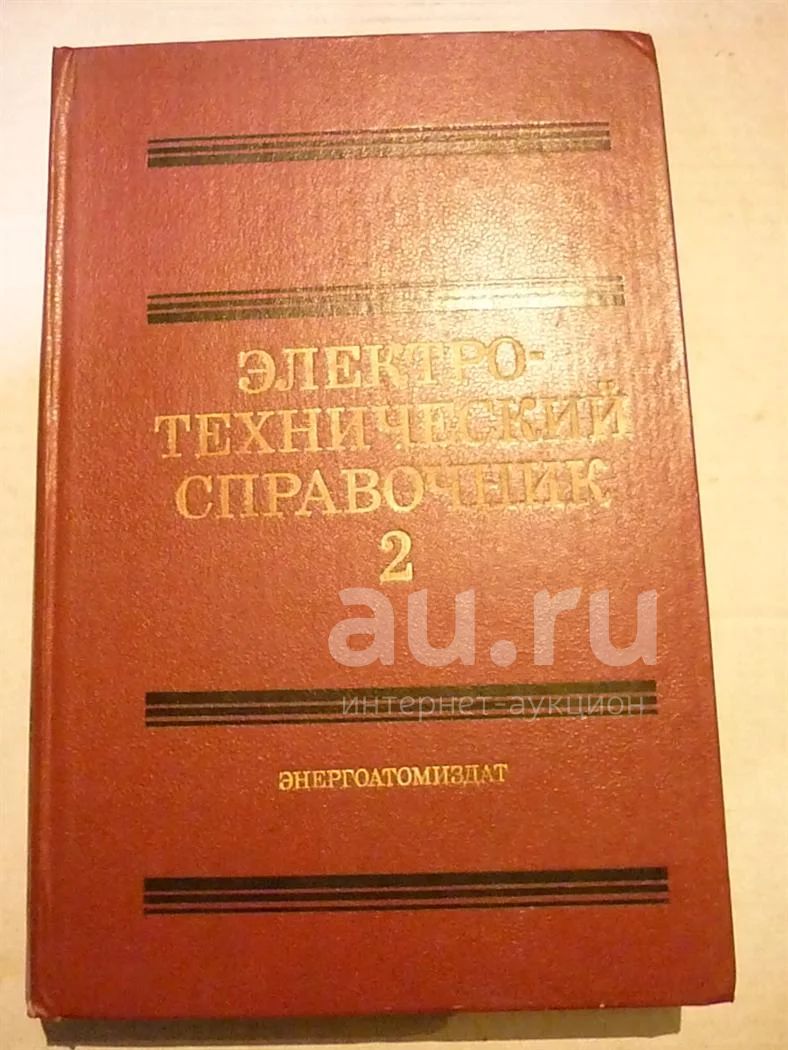 ЭЛЕКТРО-
ТЕХНИЧЕСКИЙ
СПРАВОЧНИК
2
au.ru
интернет-аукцион
ЭНЕРГОАТОМИЗДАТ